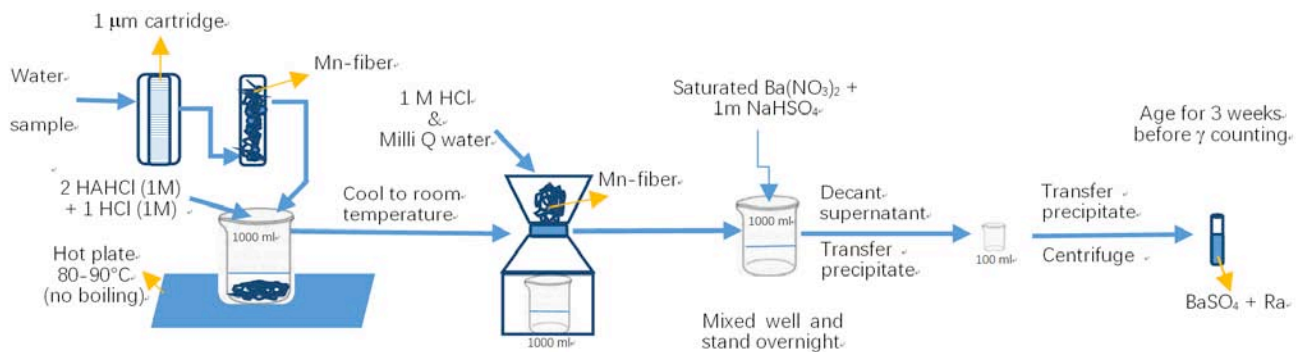 1 μm cartridge
Water
sample
Mn-fiber
2 HAHCl (1M)
+ 1 HCl (1M)
1000 ml
Hot plate
80-90°C
(no boiling)
Cool to room
temperature
1 M HCl
&
Milli Q water
Mn-fiber
1000 ml
Saturated Ba(NO₃)₂ +
1m NaHSO₄
1000 ml
Mixed well and
stand overnight
Decant
supernatant
Transfer
precipitate
100 ml
Transfer
precipitate
Centrifuge
Age for 3 weeks
before γ counting
BaSO₄ + Ra